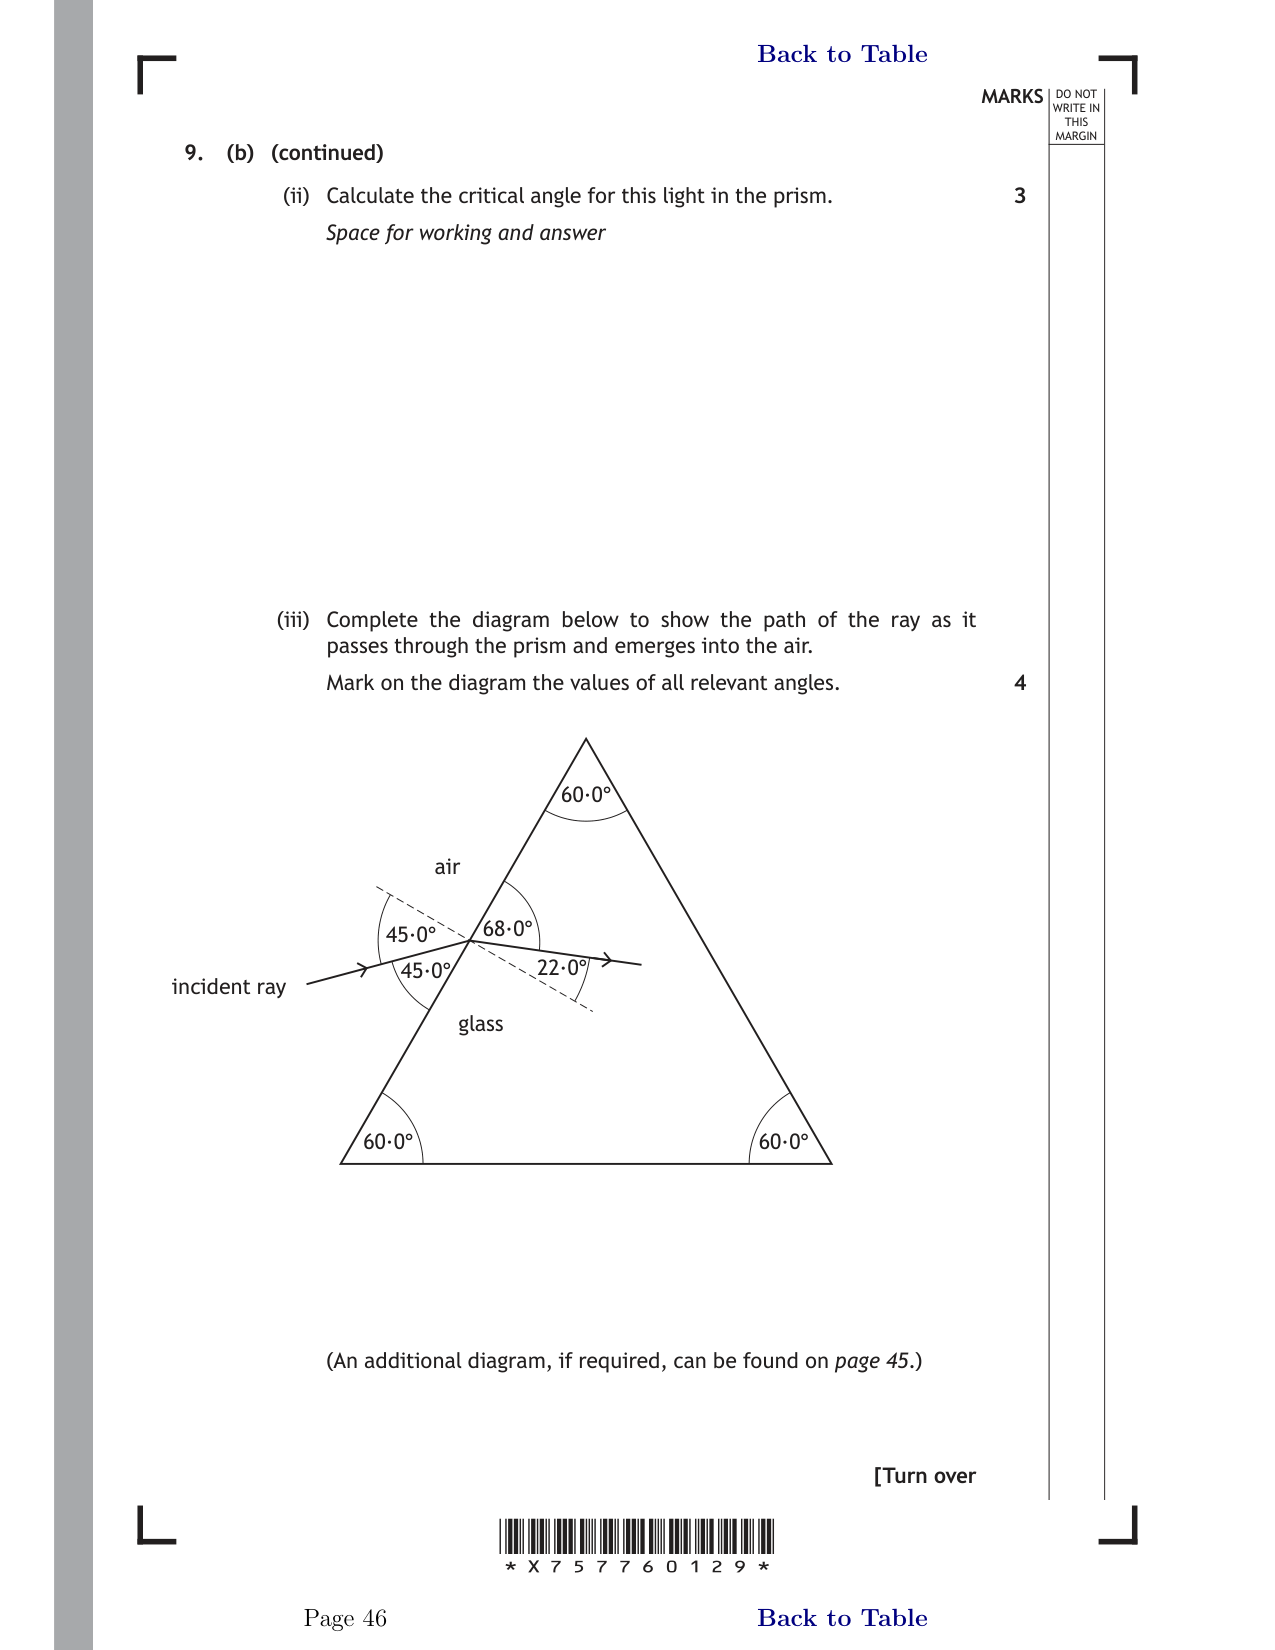 Back to Table
MARKS
DO NOT
WRITE IN
THIS
MARGIN
9. (b) (continued)
(ii) Calculate the critical angle for this light in the prism. 3
Space for working and answer
(iii) Complete the diagram below to show the path of the ray as it
passes through the prism and emerges into the air.
Mark on the diagram the values of all relevant angles. 4
60·0°
air
45·0°
68·0°
45·0°
22·0°
incident ray
glass
60·0°
60·0°
(An additional diagram, if required, can be found on page 45.)
[Turn over
* X 7 5 7 7 6 0 1 2 9 *
Page 46
Back to Table